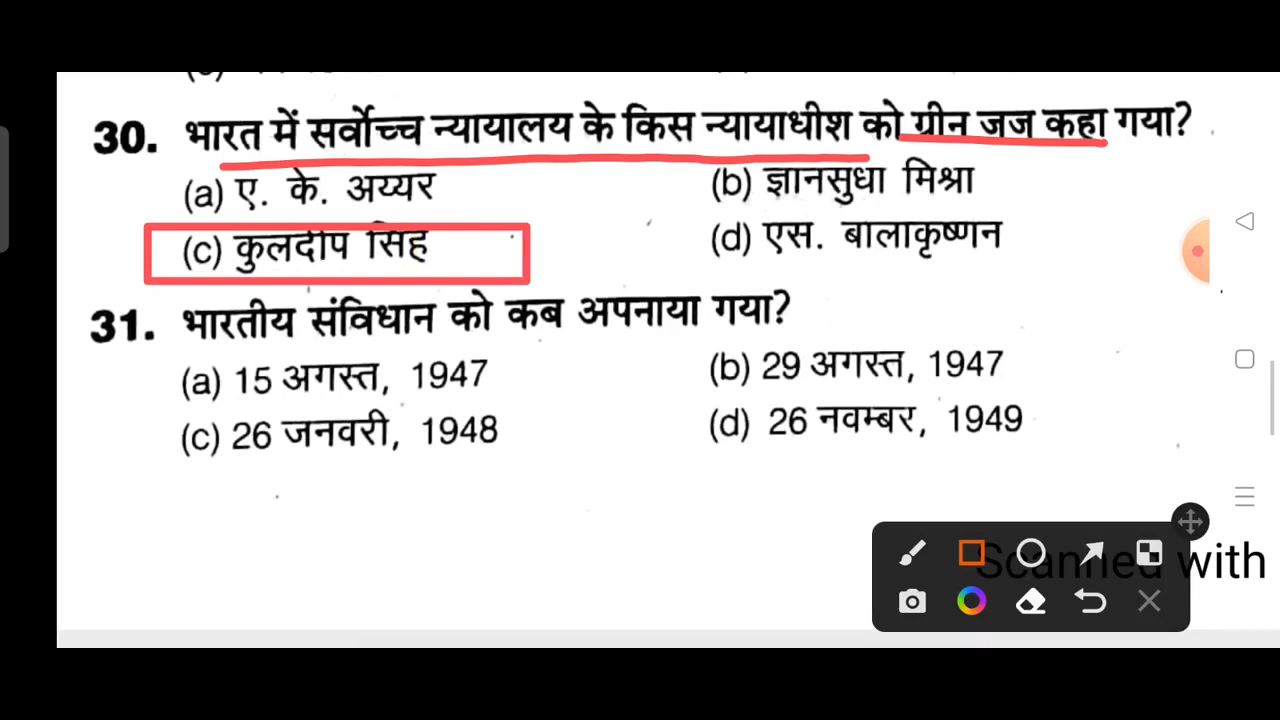 30. भारत में सर्वोच्च न्यायालय के किस न्यायाधीश को ग्रीन जज कहा गया?
(a) ए. के. अय्यर (b) ज्ञानसुधा मिश्रा
(c) कुलदीप सिंह (d) एस. बालाकृष्णन
31. भारतीय संविधान को कब अपनाया गया?
(a) 15 अगस्त, 1947 (b) 29 अगस्त, 1947
(c) 26 जनवरी, 1948 (d) 26 नवम्बर, 1949
Scanned with